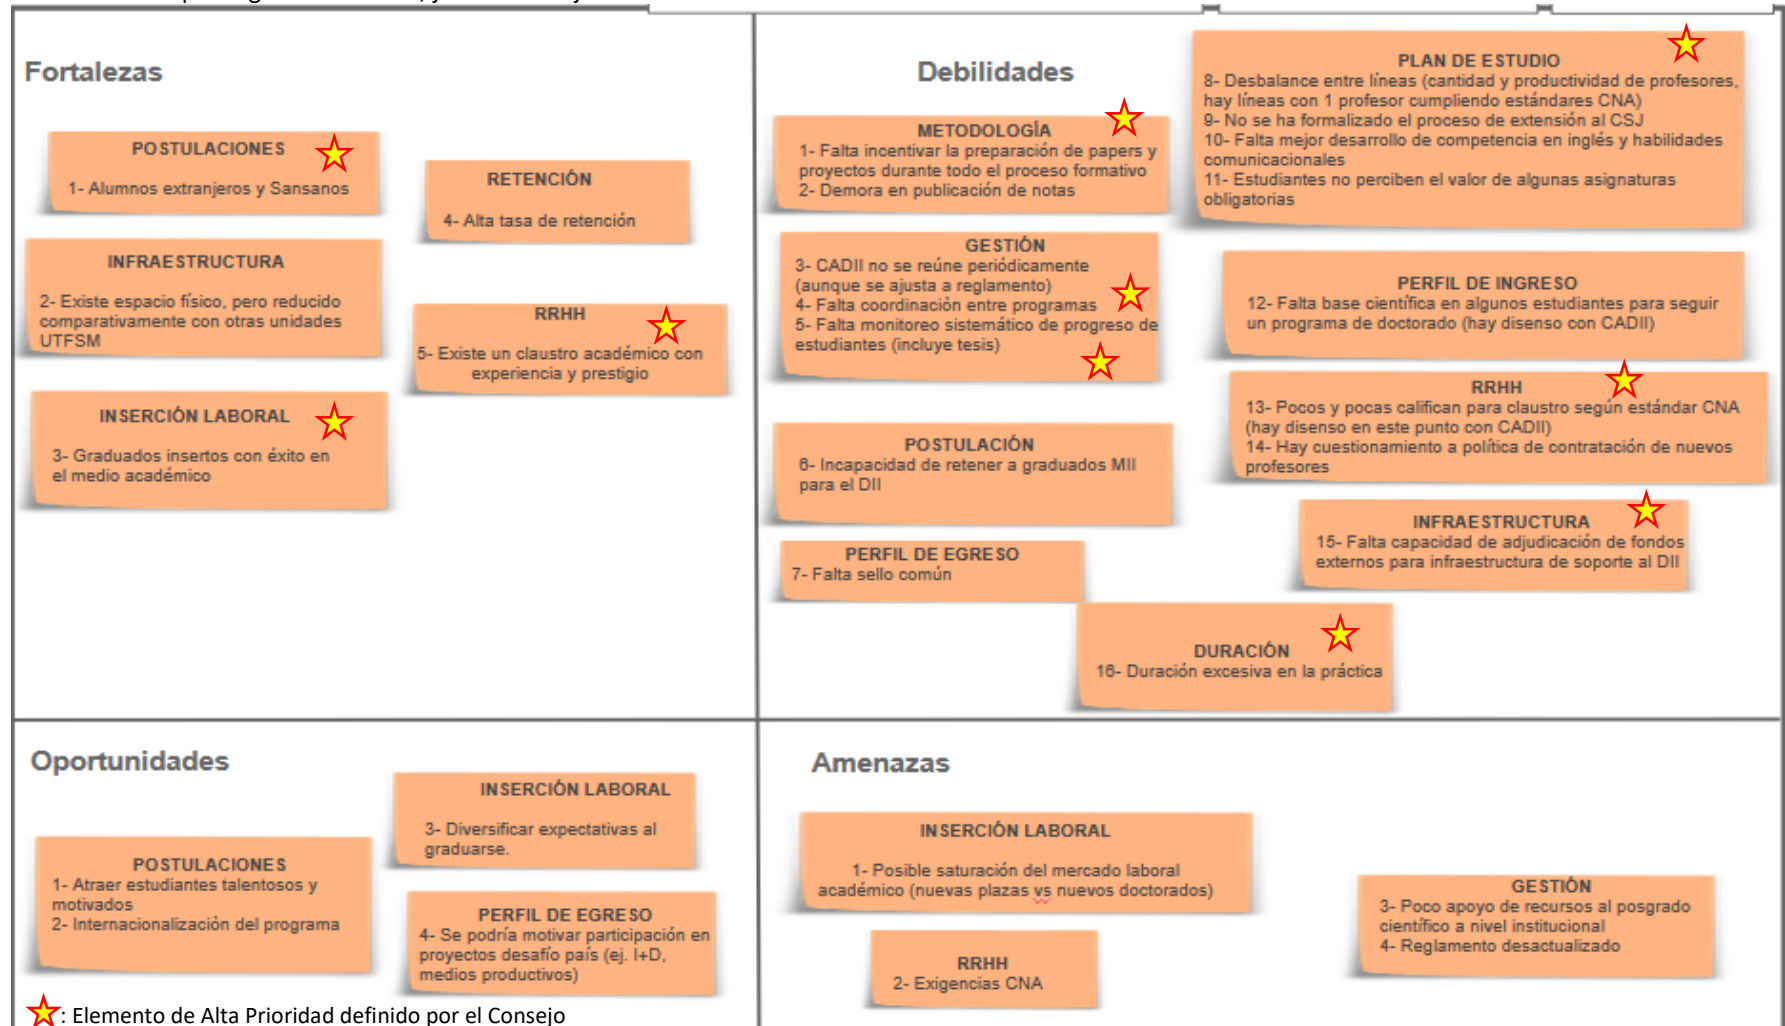 Fortalezas
POSTULACIONES
1- Alumnos extranjeros y Sansanos
RETENCIÓN
4- Alta tasa de retención
INFRAESTRUCTURA
2- Existe espacio físico, pero reducido
comparativamente con otras unidades
UTFSM
RRHH
5- Existe un claustro académico con
experiencia y prestigio
INSERCIÓN LABORAL
3- Graduados insertos con éxito en
el medio académico
Debilidades
METODOLOGÍA
1- Falta incentivar la preparación de papers y
proyectos durante todo el proceso formativo
2- Demora en publicación de notas
GESTIÓN
3- CADII no se reúne periódicamente
(aunque se ajusta a reglamento)
4- Falta coordinación entre programas
5- Falta monitoreo sistemático de progreso de
estudiantes (incluye tesis)
POSTULACIÓN
6- Incapacidad de retener a graduados MII
para el DII
PERFIL DE EGRESO
7- Falta sello común
PLAN DE ESTUDIO
8- Desbalance entre líneas (cantidad y productividad de profesores,
hay líneas con 1 profesor cumpliendo estándares CNA)
9- No se ha formalizado el proceso de extensión al CSJ
10- Falta mejor desarrollo de competencia en inglés y habilidades
comunicacionales
11- Estudiantes no perciben el valor de algunas asignaturas
obligatorias
PERFIL DE INGRESO
12- Falta base científica en algunos estudiantes para seguir
un programa de doctorado (hay disenso con CADII)
RRHH
13- Pocos y pocas califican para claustro según estándar CNA
(hay disenso en este punto con CADII)
14- Hay cuestionamiento a política de contratación de nuevos
profesores
INFRAESTRUCTURA
15- Falta capacidad de adjudicación de fondos
externos para infraestructura de soporte al DII
DURACIÓN
16- Duración excesiva en la práctica
Oportunidades
INSERCIÓN LABORAL
3- Diversificar expectativas al
graduarse.
POSTULACIONES
1- Atraer estudiantes talentosos y
motivados
2- Internacionalización del programa
PERFIL DE EGRESO
4- Se podría motivar participación en
proyectos desafío país (ej. I+D,
medios productivos)
Amenazas
INSERCIÓN LABORAL
1- Posible saturación del mercado laboral
académico (nuevas plazas vs nuevos doctorados)
RRHH
2- Exigencias CNA
GESTIÓN
3- Poco apoyo de recursos al posgrado
científico a nivel institucional
4- Reglamento desactualizado
: Elemento de Alta Prioridad definido por el Consejo